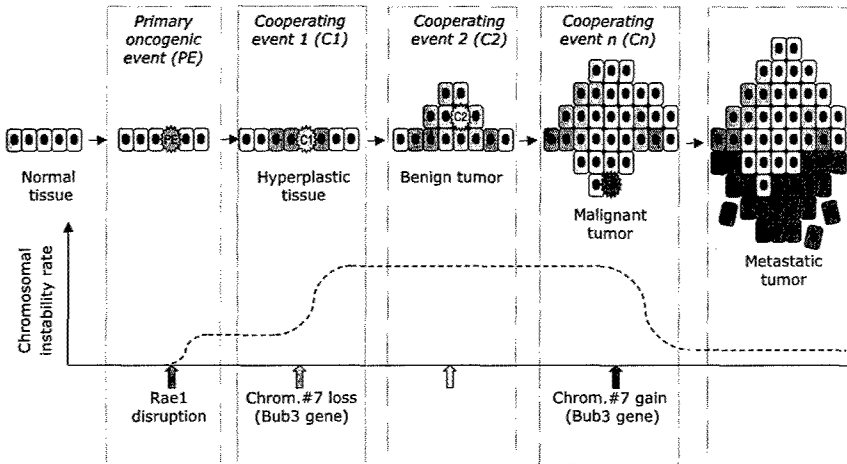 Primary
oncogenic
event (PE)
Cooperating
event 1 (C1)
Cooperating
event 2 (C2)
Cooperating
event n (Cn)
PE
C1
C2
Normal
tissue
Hyperplastic
tissue
Benign tumor
Malignant
tumor
Metastatic
tumor
Chromosomal
instability rate
Rae1
disruption
Chrom.#7 loss
(Bub3 gene)
Chrom.#7 gain
(Bub3 gene)